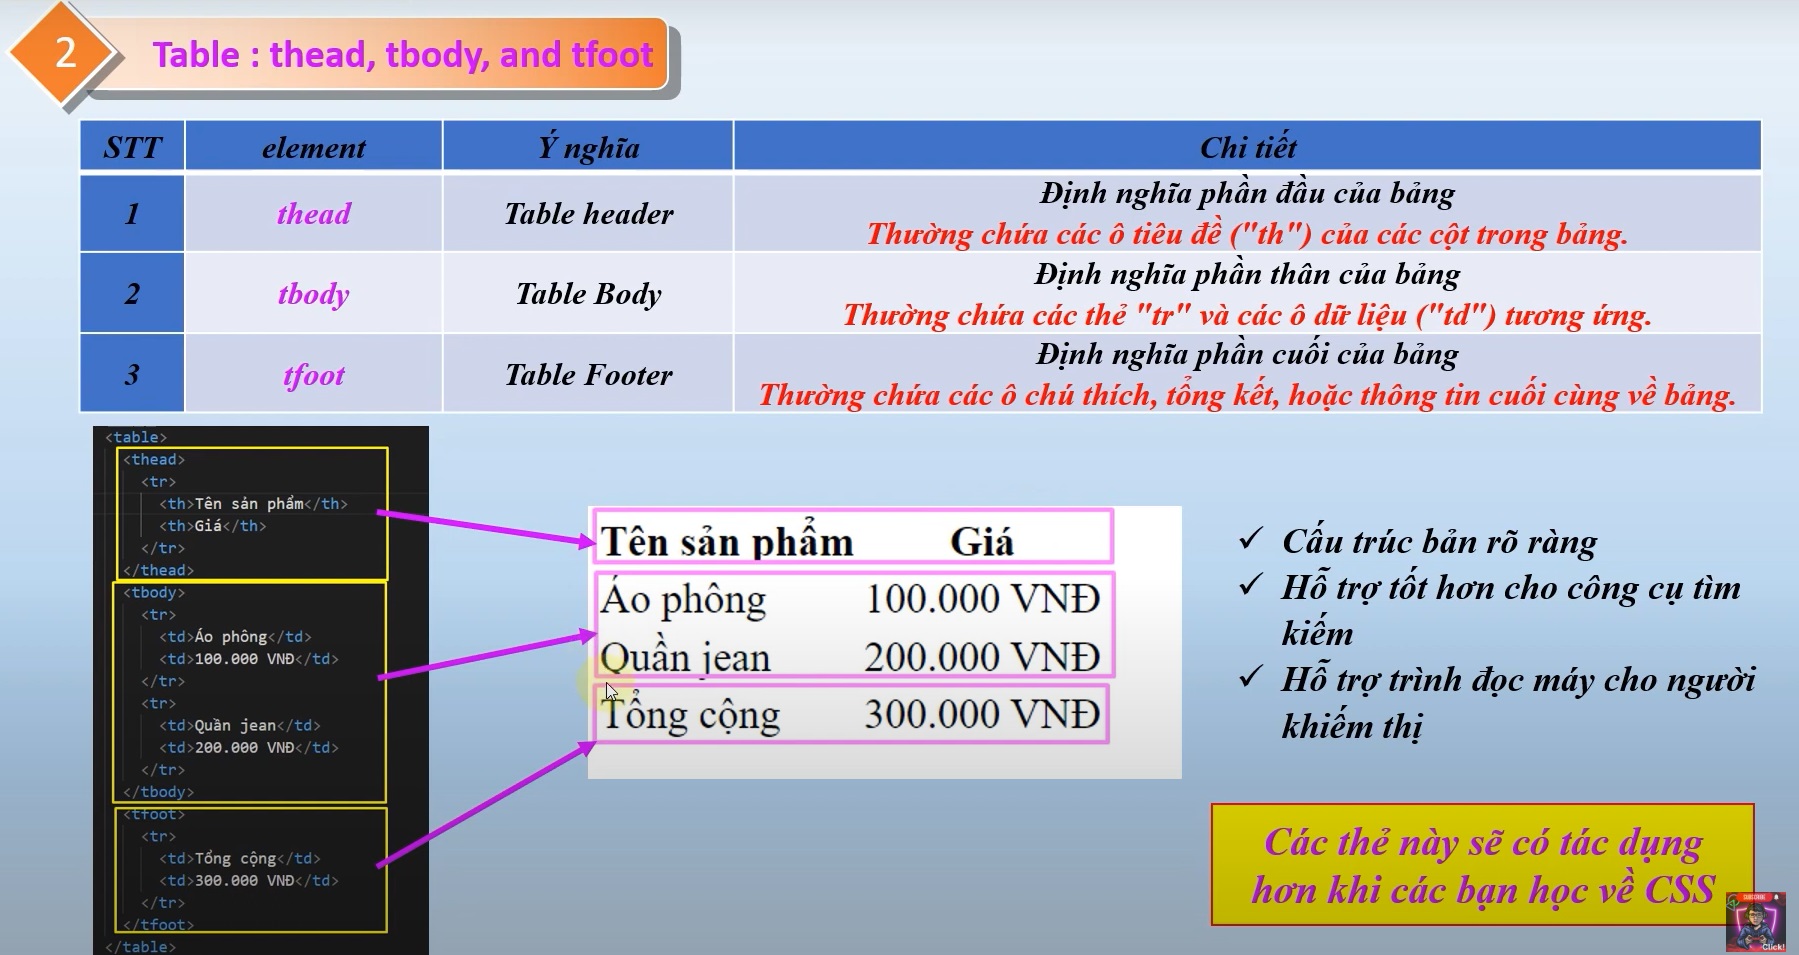 2
Table : thead, tbody, and tfoot
STT element Ý nghĩa Chi tiết
1 thead Table header Định nghĩa phần đầu của bảng
Thường chứa các ô tiêu đề ("th") của các cột trong bảng.
2 tbody Table Body Định nghĩa phần thân của bảng
Thường chứa các thẻ "tr" và các ô dữ liệu ("td") tương ứng.
3 tfoot Table Footer Định nghĩa phần cuối của bảng
Thường chứa các ô chú thích, tổng kết, hoặc thông tin cuối cùng về bảng.
<table>
<thead>
<tr>
<th>Tên sản phẩm</th>
<th>Giá</th>
</tr>
</thead>
<tbody>
<tr>
<td>Áo phông</td>
<td>100.000 VNĐ</td>
</tr>
<tr>
<td>Quần jean</td>
<td>200.000 VNĐ</td>
</tr>
</tbody>
<tfoot>
<tr>
<td>Tổng cộng</td>
<td>300.000 VNĐ</td>
</tr>
</tfoot>
</table>
Tên sản phẩm Giá
Áo phông 100.000 VNĐ
Quần jean 200.000 VNĐ
Tổng cộng 300.000 VNĐ
✓ Cấu trúc bản rõ ràng
✓ Hỗ trợ tốt hơn cho công cụ tìm
kiếm
✓ Hỗ trợ trình đọc máy cho người
khiếm thị
Các thẻ này sẽ có tác dụng
hơn khi các bạn học về CSS
SUBSCRIBE
Click!